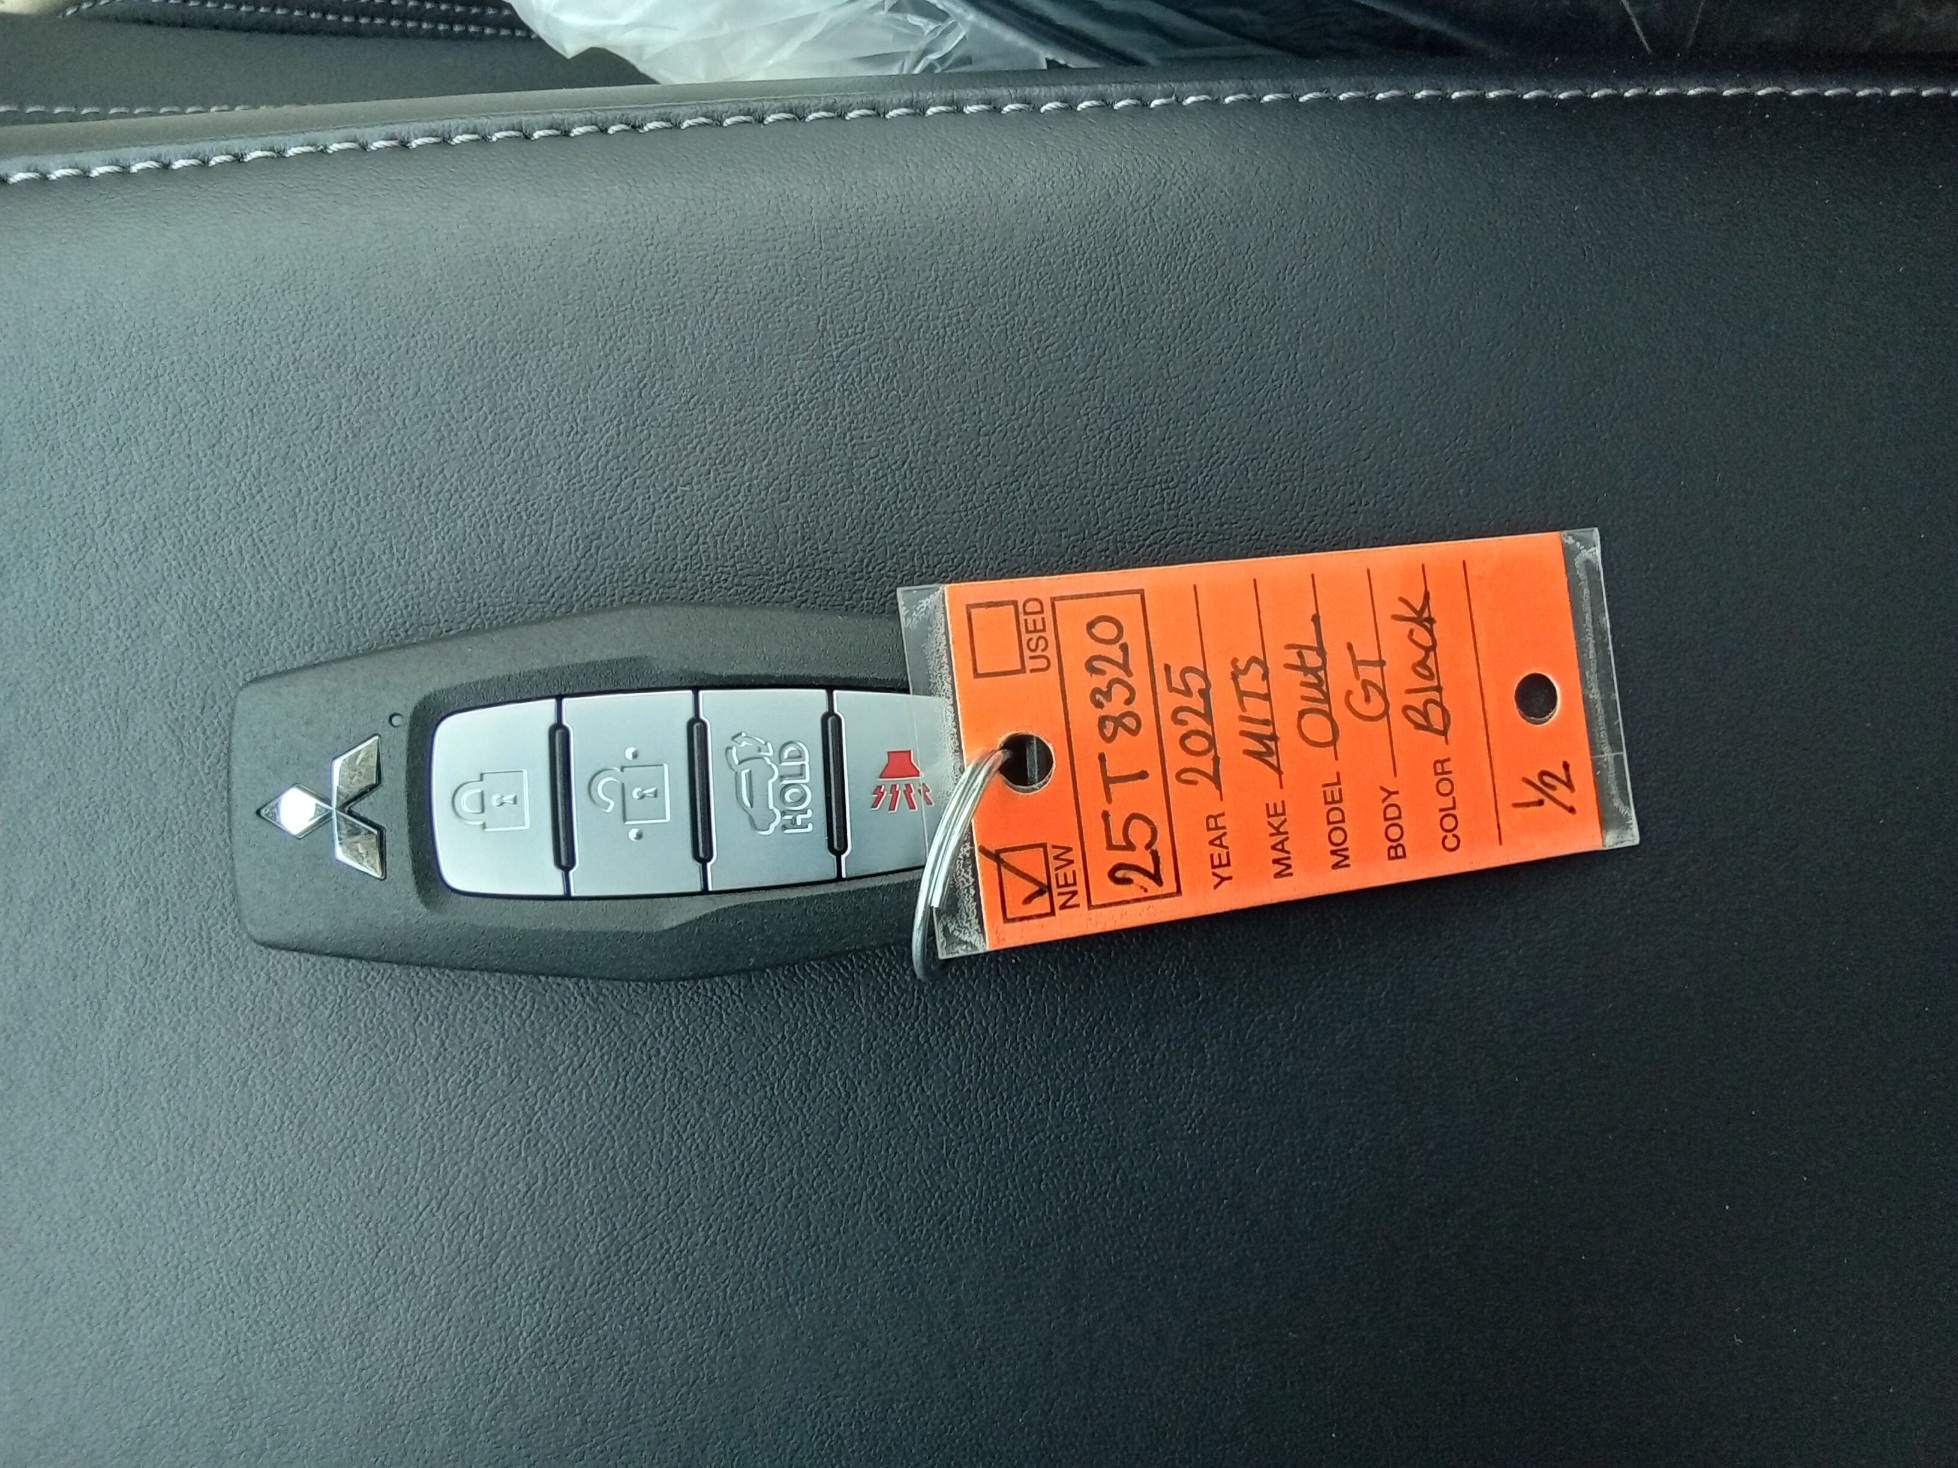 HOLD
USED
NEW
25T8320
YEAR 2025
MAKE MITS
MODEL Outl.
BODY GT
COLOR Black
1/2